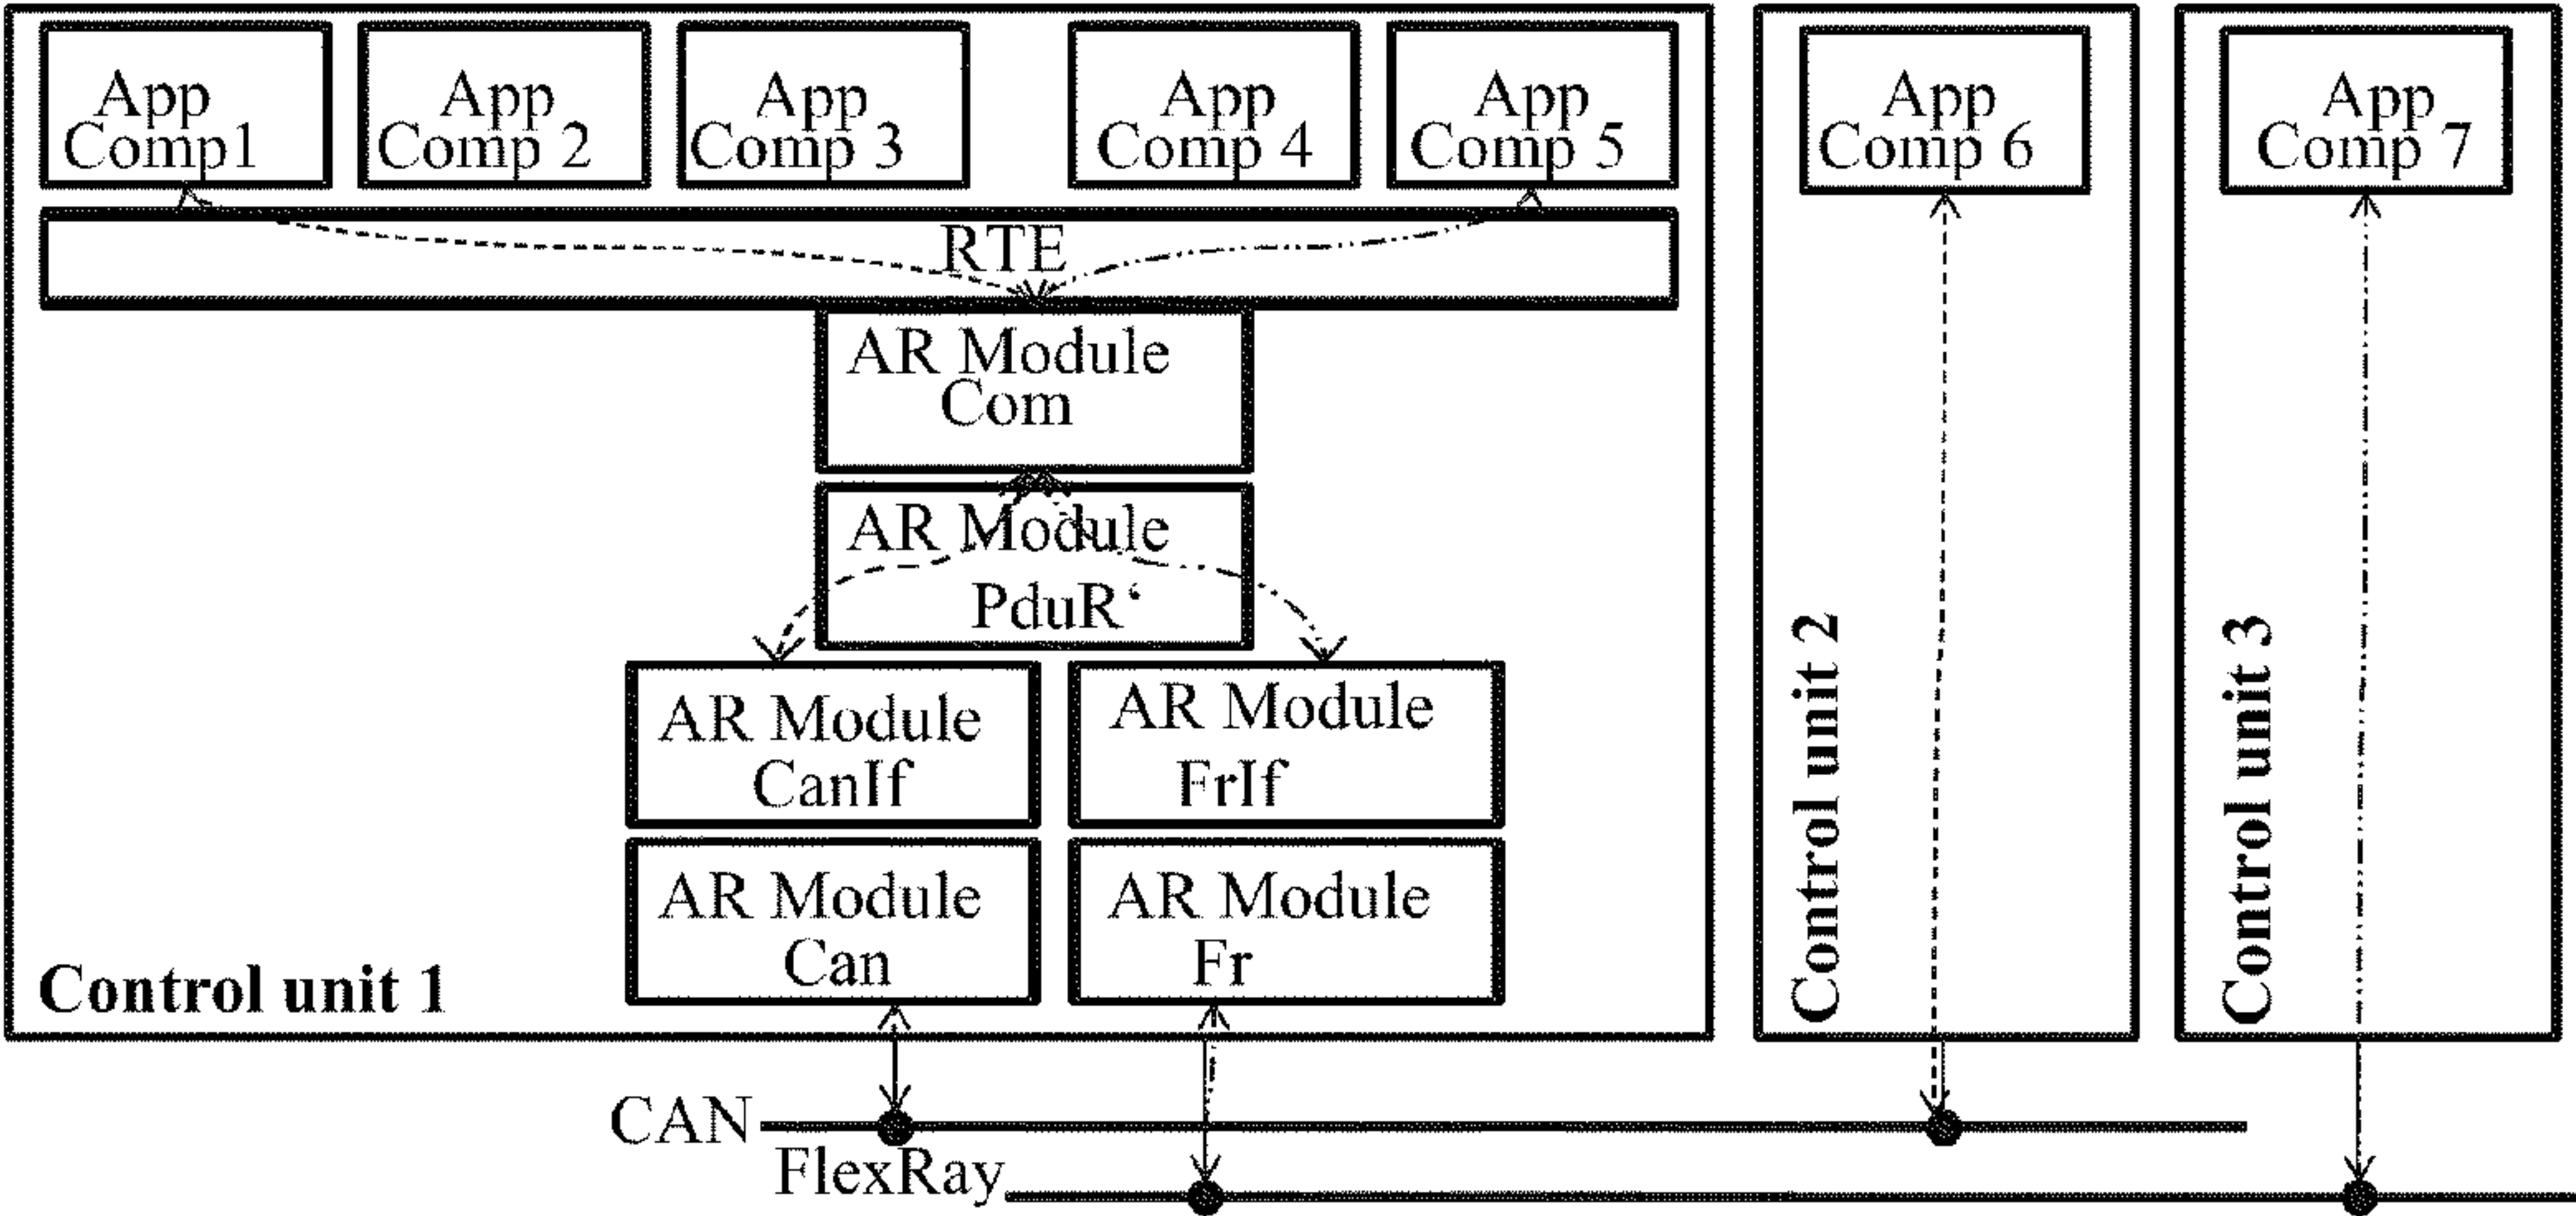 App
Comp1
App
Comp 2
App
Comp 3
App
Comp 4
App
Comp 5
App
Comp 6
App
Comp 7
RTE
AR Module
Com
AR Module
PduR‘
AR Module
CanIf
AR Module
FrIf
AR Module
Can
AR Module
Fr
Control unit 1
Control unit 2
Control unit 3
CAN
FlexRay